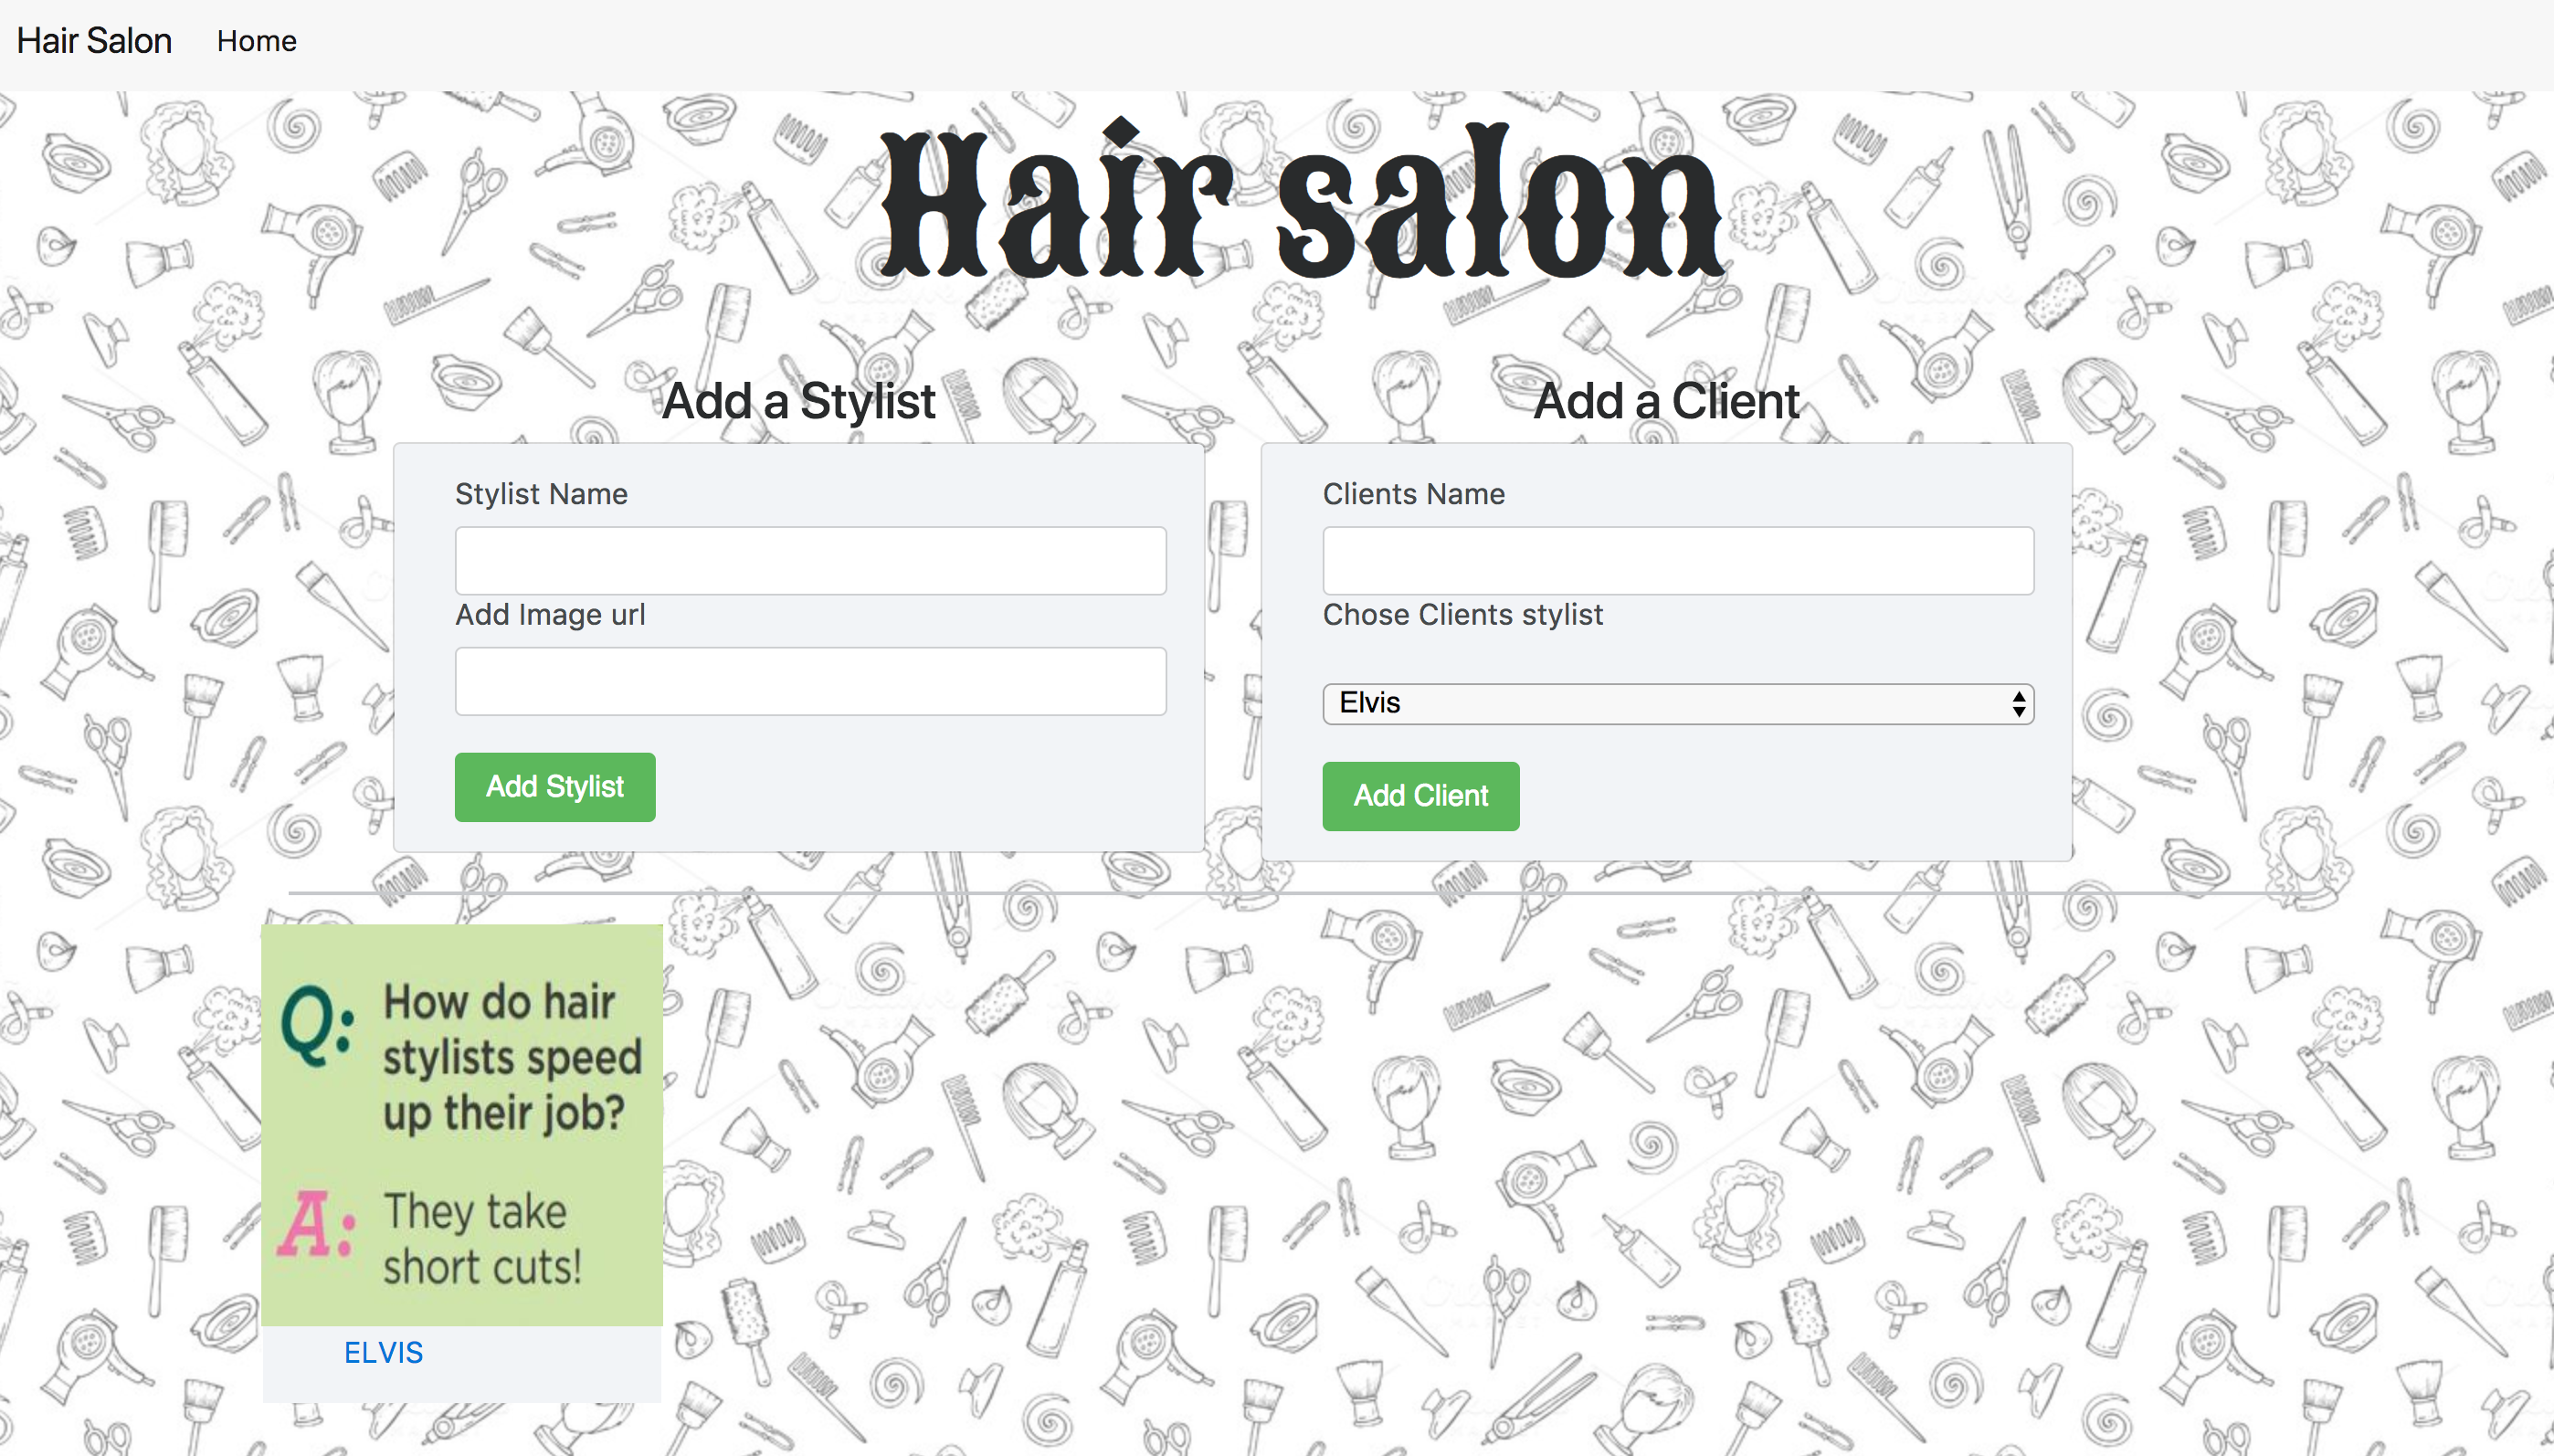 Hair Salon Home
Hair salon
Add a Stylist
Stylist Name
Add Image url
Add Stylist
Add a Client
Clients Name
Chose Clients stylist
Elvis
Add Client
Q: How do hair
stylists speed
up their job?
A: They take
short cuts!
ELVIS